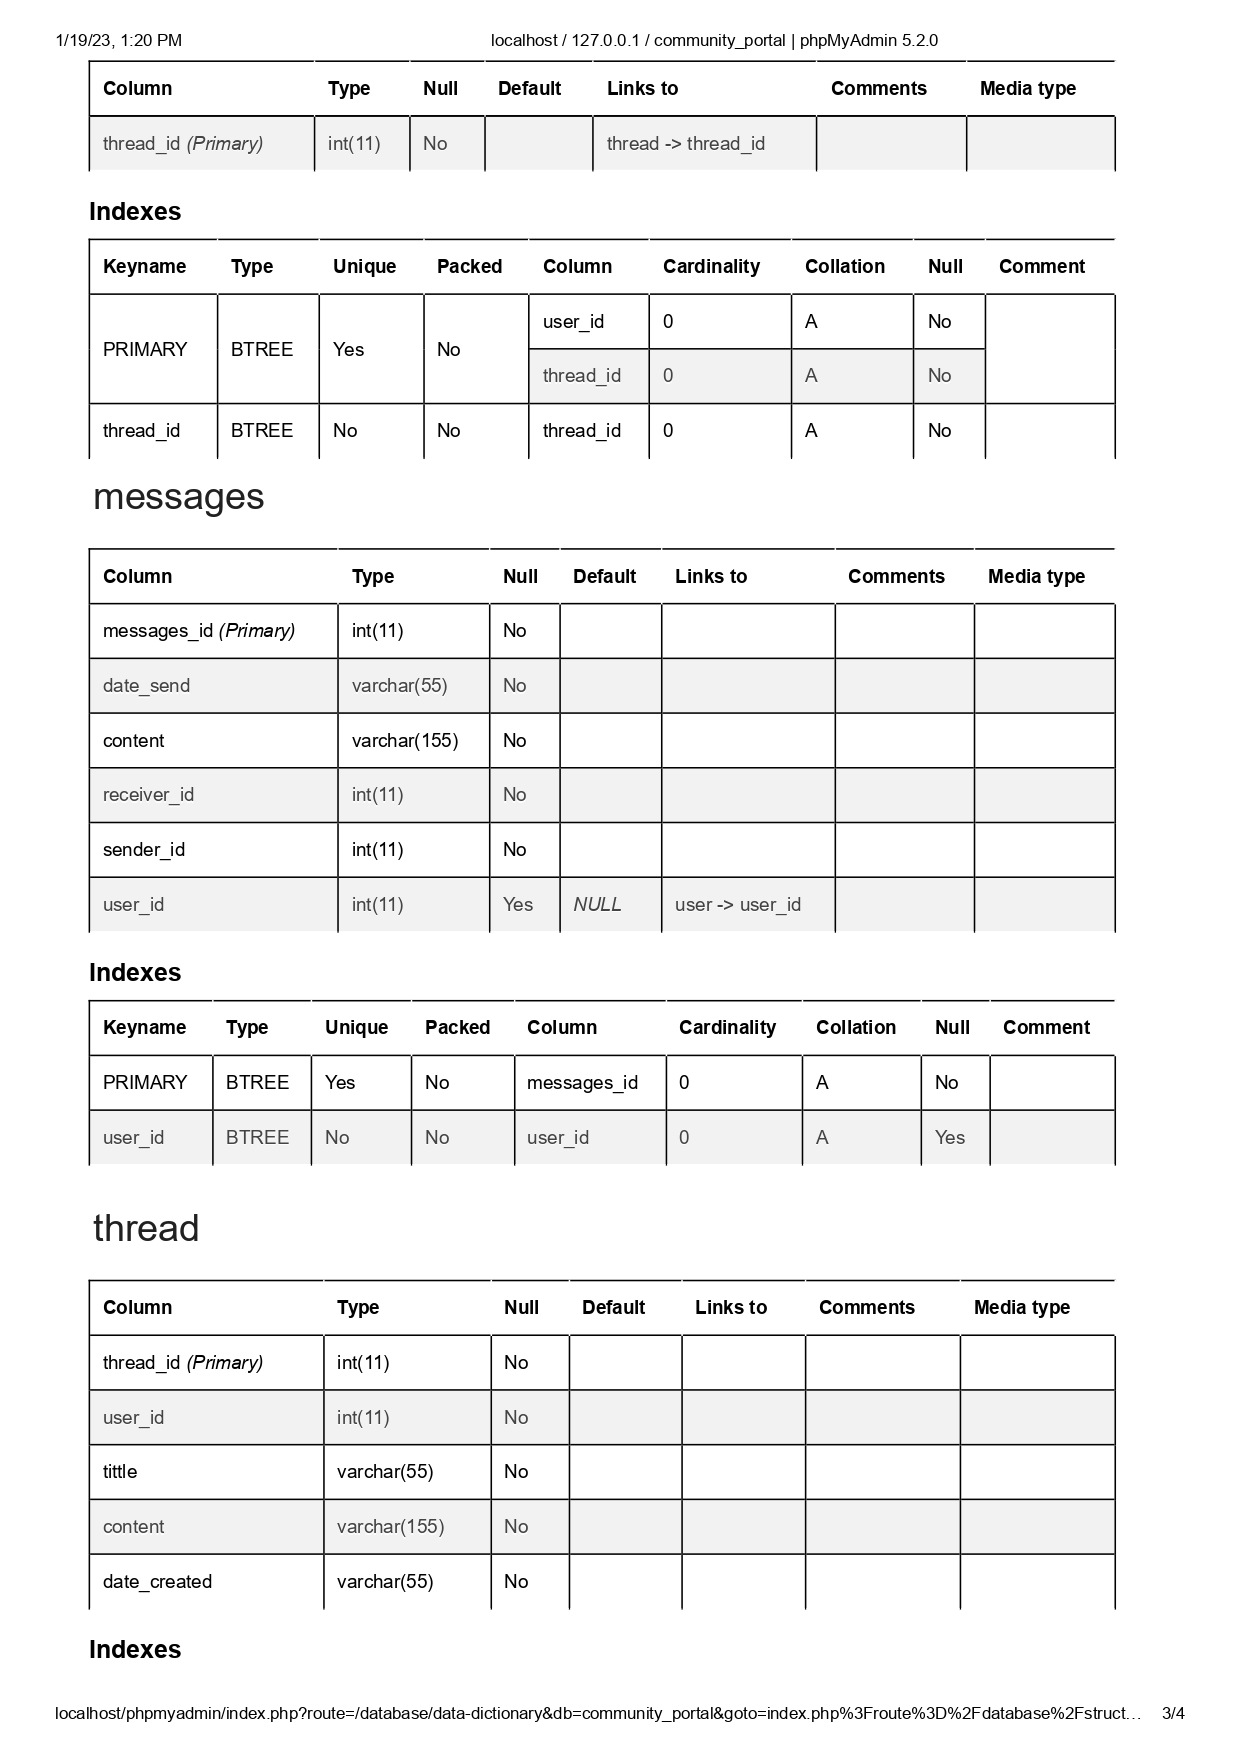 1/19/23, 1:20 PM localhost / 127.0.0.1 / community_portal | phpMyAdmin 5.2.0
Column Type Null Default Links to Comments Media type
thread_id (Primary) int(11) No thread -> thread_id
Indexes
Keyname Type Unique Packed Column Cardinality Collation Null Comment
PRIMARY BTREE Yes No user_id 0 A No
thread_id 0 A No
thread_id BTREE No No thread_id 0 A No
messages
Column Type Null Default Links to Comments Media type
messages_id (Primary) int(11) No
date_send varchar(55) No
content varchar(155) No
receiver_id int(11) No
sender_id int(11) No
user_id int(11) Yes NULL user -> user_id
Indexes
Keyname Type Unique Packed Column Cardinality Collation Null Comment
PRIMARY BTREE Yes No messages_id 0 A No
user_id BTREE No No user_id 0 A Yes
thread
Column Type Null Default Links to Comments Media type
thread_id (Primary) int(11) No
user_id int(11) No
tittle varchar(55) No
content varchar(155) No
date_created varchar(55) No
Indexes
localhost/phpmyadmin/index.php?route=/database/data-dictionary&db=community_portal&goto=index.php%3Froute%3D%2Fdatabase%2Fstruct… 3/4